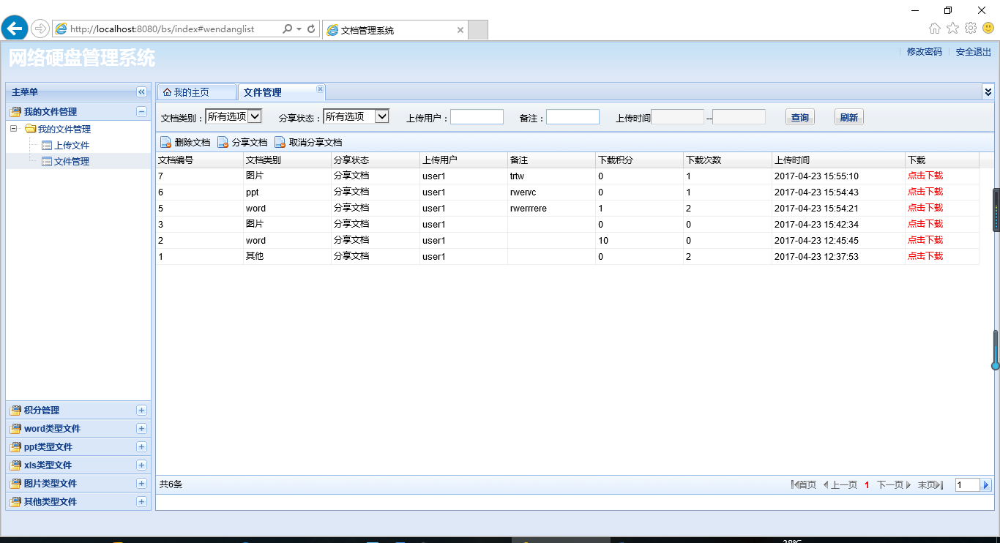 http://localhost:8080/bs/index#wendanglist
文档管理系统
网络硬盘管理系统
修改密码 安全退出
主菜单
我的文件管理
我的文件管理
上传文件
文件管理
积分管理
word类型文件
ppt类型文件
xls类型文件
图片类型文件
其他类型文件
我的主页 文件管理
文档类别： 所有选项 分享状态： 所有选项 上传用户： 备注： 上传时间 -- 查询 刷新
删除文档 分享文档 取消分享文档
文档编号 文档类别 分享状态 上传用户 备注 下载积分 下载次数 上传时间 下载
7 图片 分享文档 user1 trtw 0 1 2017-04-23 15:55:10 点击下载
6 ppt 分享文档 user1 rwervc 0 1 2017-04-23 15:54:43 点击下载
5 word 分享文档 user1 rwerrrere 1 2 2017-04-23 15:54:21 点击下载
3 图片 分享文档 user1 0 0 2017-04-23 15:42:34 点击下载
2 word 分享文档 user1 10 0 2017-04-23 12:45:45 点击下载
1 其他 分享文档 user1 0 2 2017-04-23 12:37:53 点击下载
共6条 首页 上一页 1 下一页 末页 1